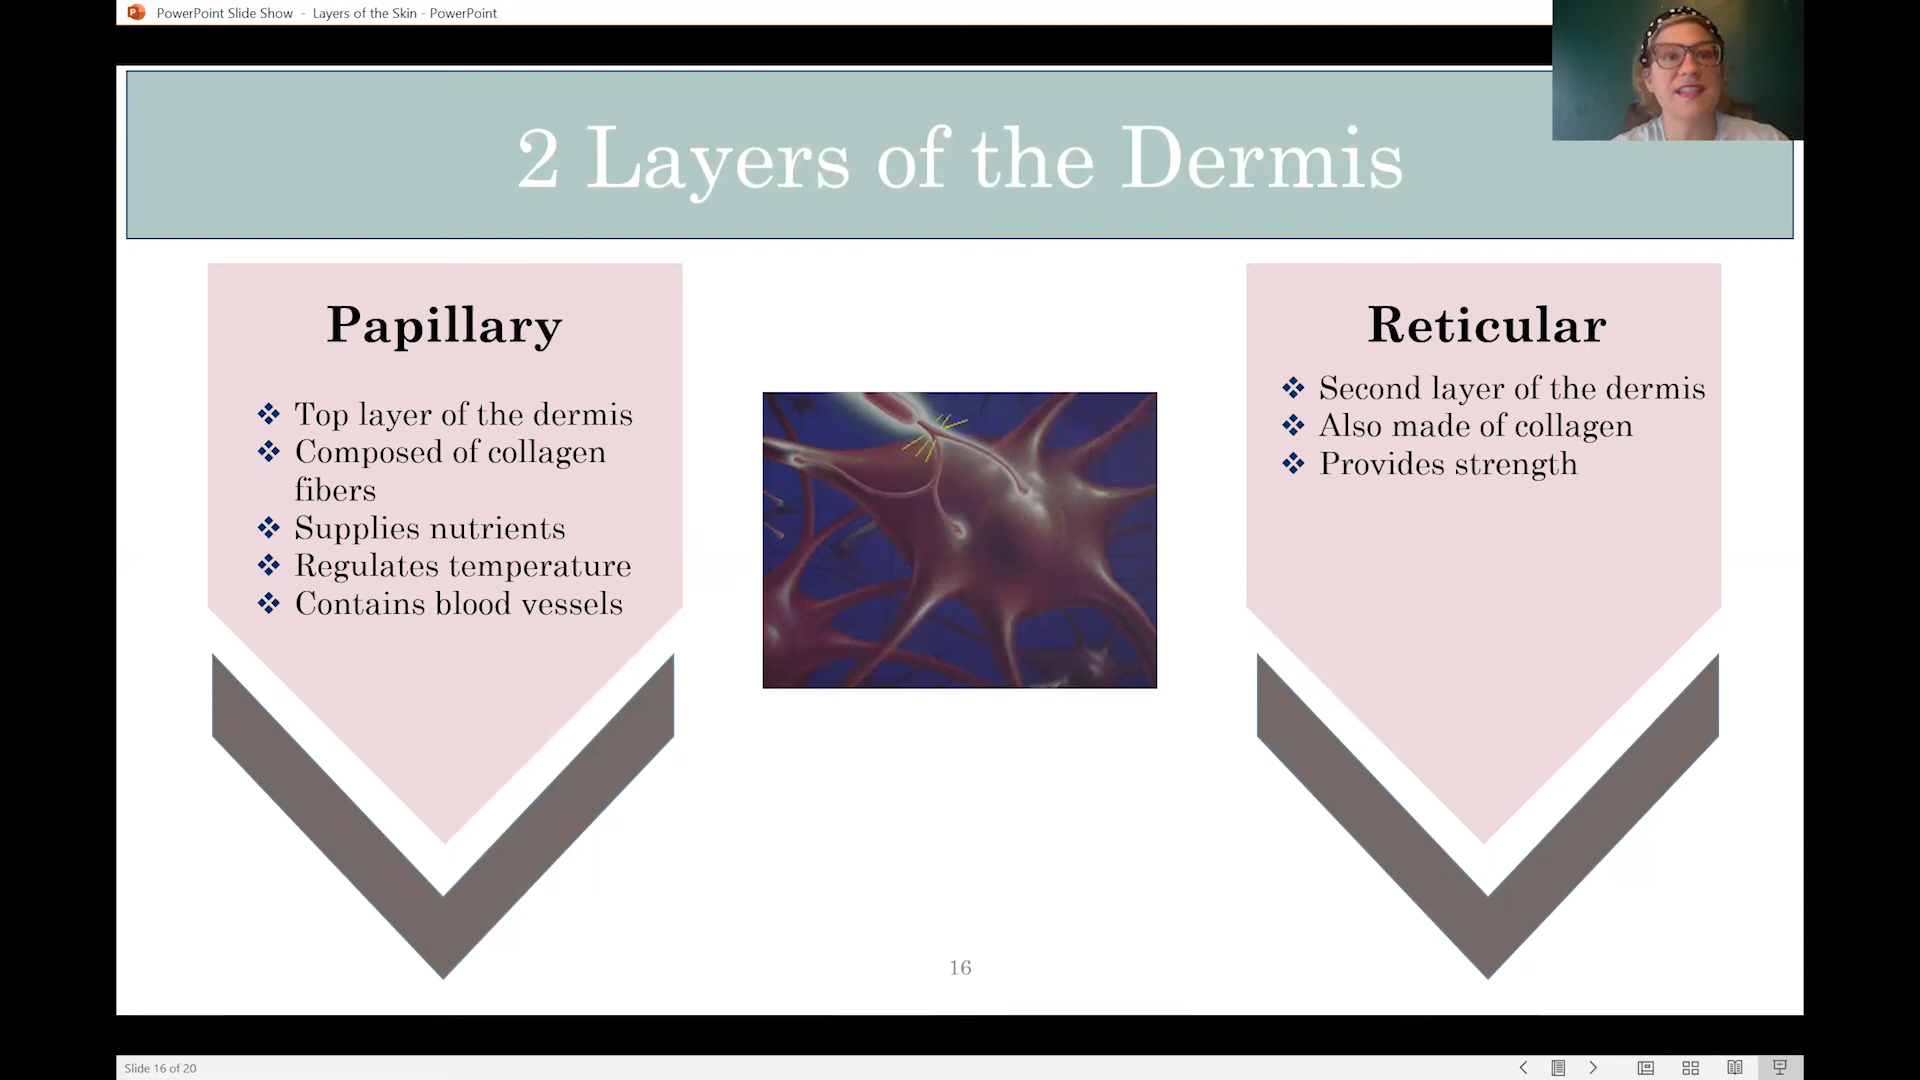 PowerPoint Slide Show - Layers of the Skin - PowerPoint
2 Layers of the Dermis
Papillary
Top layer of the dermis
Composed of collagen
fibers
Supplies nutrients
Regulates temperature
Contains blood vessels
Reticular
Second layer of the dermis
Also made of collagen
Provides strength
16
Slide 16 of 20